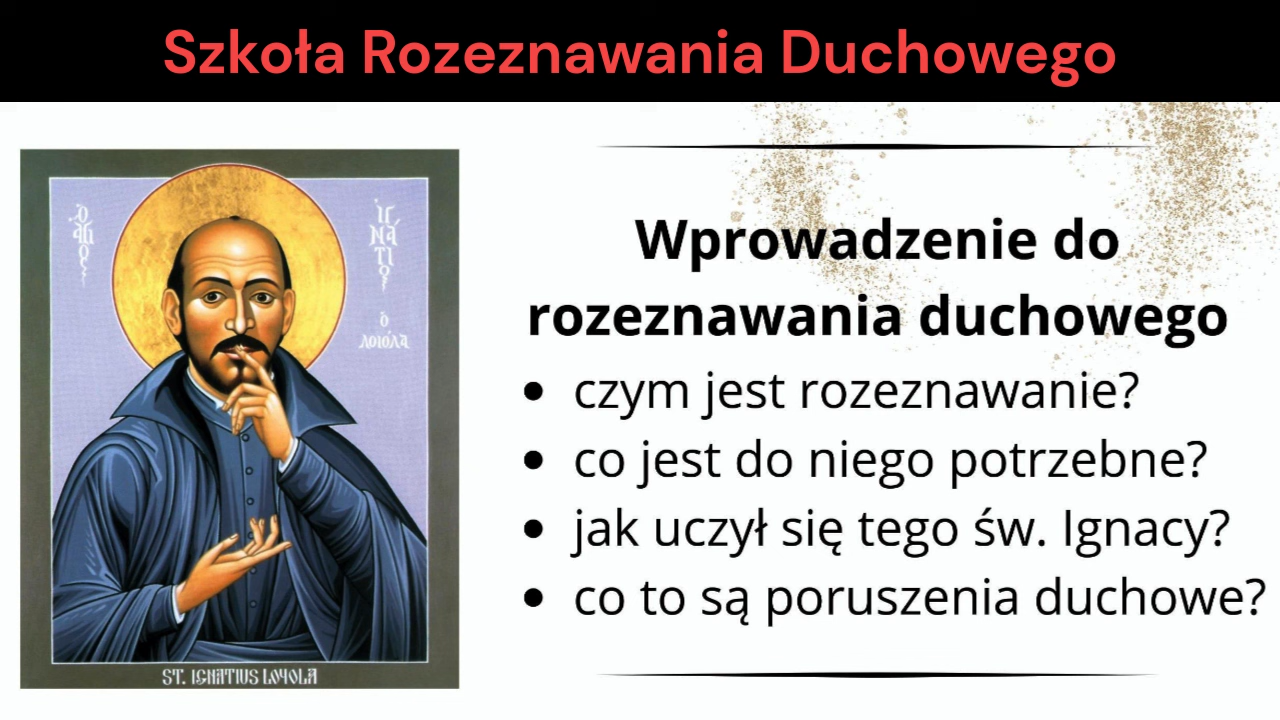 Szkoła Rozeznawania Duchowego
Wprowadzenie do
rozeznawania duchowego
• czym jest rozeznawanie?
• co jest do niego potrzebne?
• jak uczył się tego św. Ignacy?
• co to są poruszenia duchowe?
ST. IGNATIUS LOYOLA